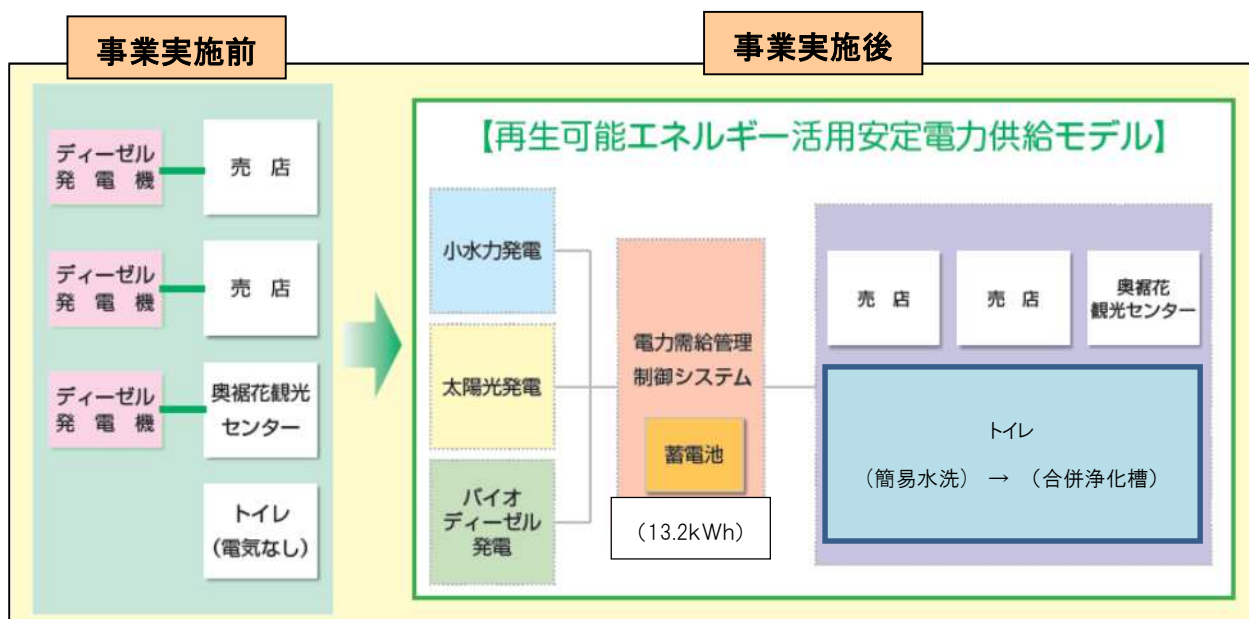 事業実施前
ディーゼル
発電機
売店
ディーゼル
発電機
売店
ディーゼル
発電機
奥裾花観光
センター
トイレ
(電気なし)
事業実施後
【再生可能エネルギー活用安定電力供給モデル】
小水力発電
太陽光発電
バイオ
ディーゼル
発電
電力需給管理
制御システム
蓄電池
(13.2kWh)
売店
売店
奥裾花
観光センター
トイレ
(簡易水洗) → (合併浄化槽)